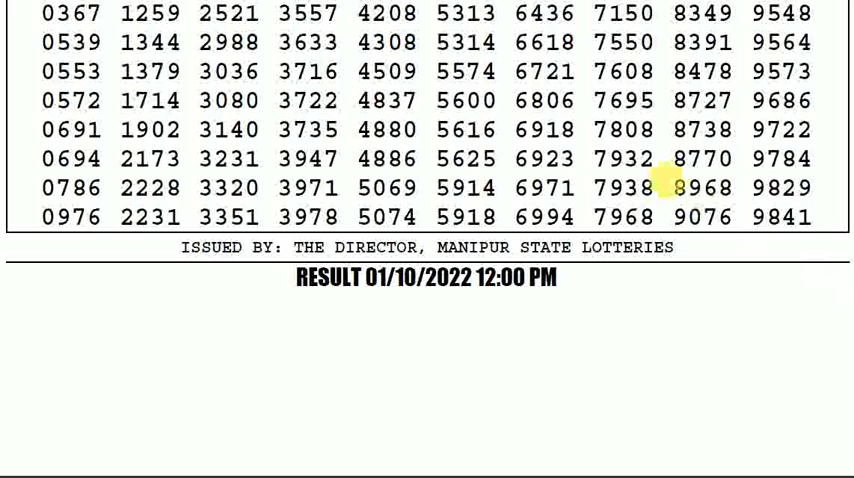 0367 1259 2521 3557 4208 5313 6436 7150 8349 9548
0539 1344 2988 3633 4308 5314 6618 7550 8391 9564
0553 1379 3036 3716 4509 5574 6721 7608 8478 9573
0572 1714 3080 3722 4837 5600 6806 7695 8727 9686
0691 1902 3140 3735 4880 5616 6918 7808 8738 9722
0694 2173 3231 3947 4886 5625 6923 7932 8770 9784
0786 2228 3320 3971 5069 5914 6971 7938 8968 9829
0976 2231 3351 3978 5074 5918 6994 7968 9076 9841
ISSUED BY: THE DIRECTOR, MANIPUR STATE LOTTERIES
RESULT 01/10/2022 12:00 PM